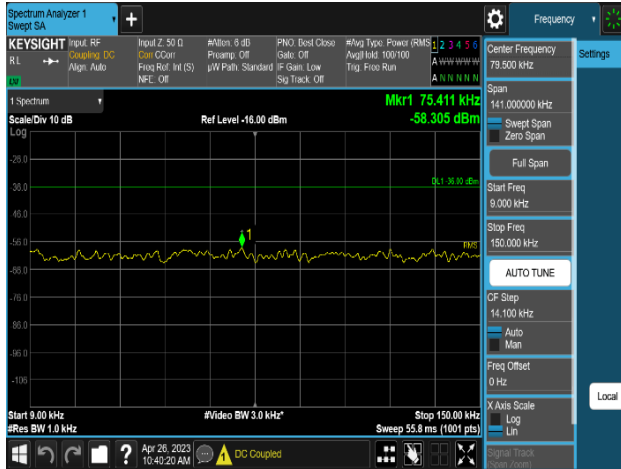 Spectrum Analyzer 1
Swept SA
+
Frequency
KEYSIGHT Input: RF Input Z: 50 Ω #Atten: 6 dB PNO: Best Close #Avg Type: Power (RMS 1 2 3 4 5 6
RL Coupling: DC Corr CCorr Preamp: Off Gate: Off Avg|Hold: 100/100 A W W W W W
Align: Auto Freq Ref: Int (S) µW Path: Standard IF Gain: Low Trig: Free Run
NFE: Off Sig Track: Off A N N N N N
Center Frequency
79.500 kHz
Settings
1 Spectrum
Mkr1 75.411 kHz
Scale/Div 10 dB Ref Level -16.00 dBm -58.305 dBm
Log
Span
141.000000 kHz
Swept Span
Zero Span
Full Span
-26.0
DL1 -36.00 dBm
-36.0
Start Freq
9.000 kHz
-46.0
Stop Freq
150.000 kHz
1
-56.0
RMS
-66.0
AUTO TUNE
-76.0
CF Step
14.100 kHz
-86.0
Auto
Man
-96.0
Freq Offset
0 Hz
-106
Local
X Axis Scale
Log
Lin
Start 9.00 kHz #Video BW 3.0 kHz* Stop 150.00 kHz
#Res BW 1.0 kHz Sweep 55.8 ms (1001 pts)
Signal Track
(Span Zoom)
? Apr 26, 2023
10:40:20 AM
DC Coupled